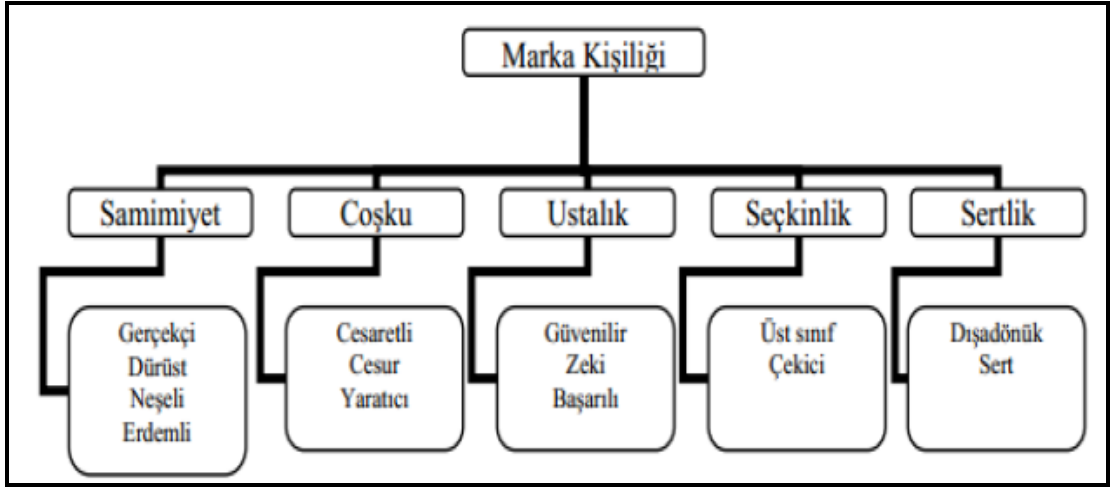 Marka Kişiliği
Samimiyet
Coşku
Ustalık
Seçkinlik
Sertlik
Gerçekçi
Dürüst
Neşeli
Erdemli
Cesaretli
Cesur
Yaratıcı
Güvenilir
Zeki
Başarılı
Üst sınıf
Çekici
Dışadönük
Sert